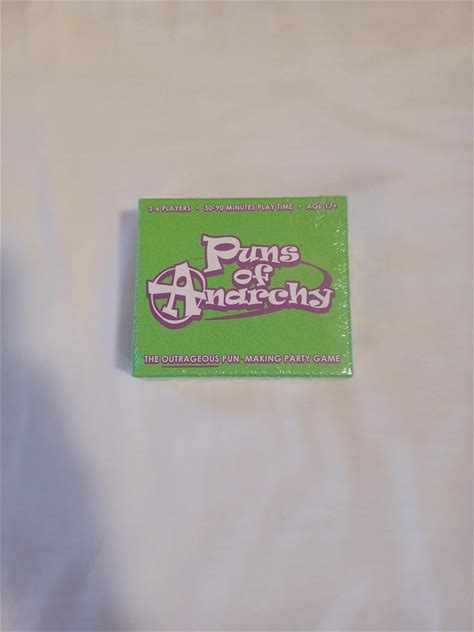 3-6 PLAYERS • 30-90 MINUTES PLAY TIME • AGE 17+
Puns
of
Anarchy
THE OUTRAGEOUS PUN-MAKING PARTY GAME